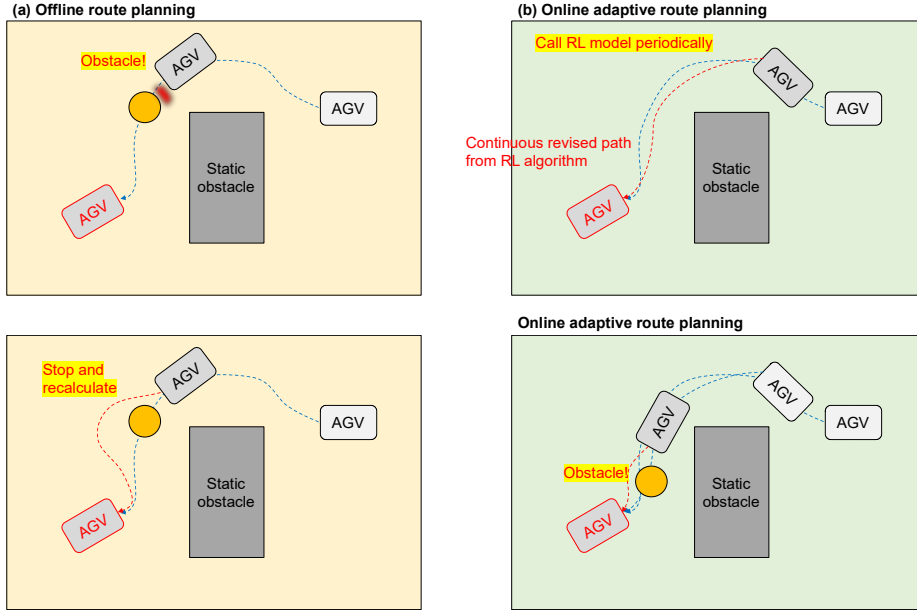 (a) Offline route planning
Obstacle!
AGV
AGV
Static
obstacle
AGV
(b) Online adaptive route planning
Call RL model periodically
AGV
AGV
Continuous revised path
from RL algorithm
Static
obstacle
AGV
Stop and
recalculate
AGV
AGV
Static
obstacle
AGV
Online adaptive route planning
AGV
AGV
AGV
Obstacle!
Static
obstacle
AGV